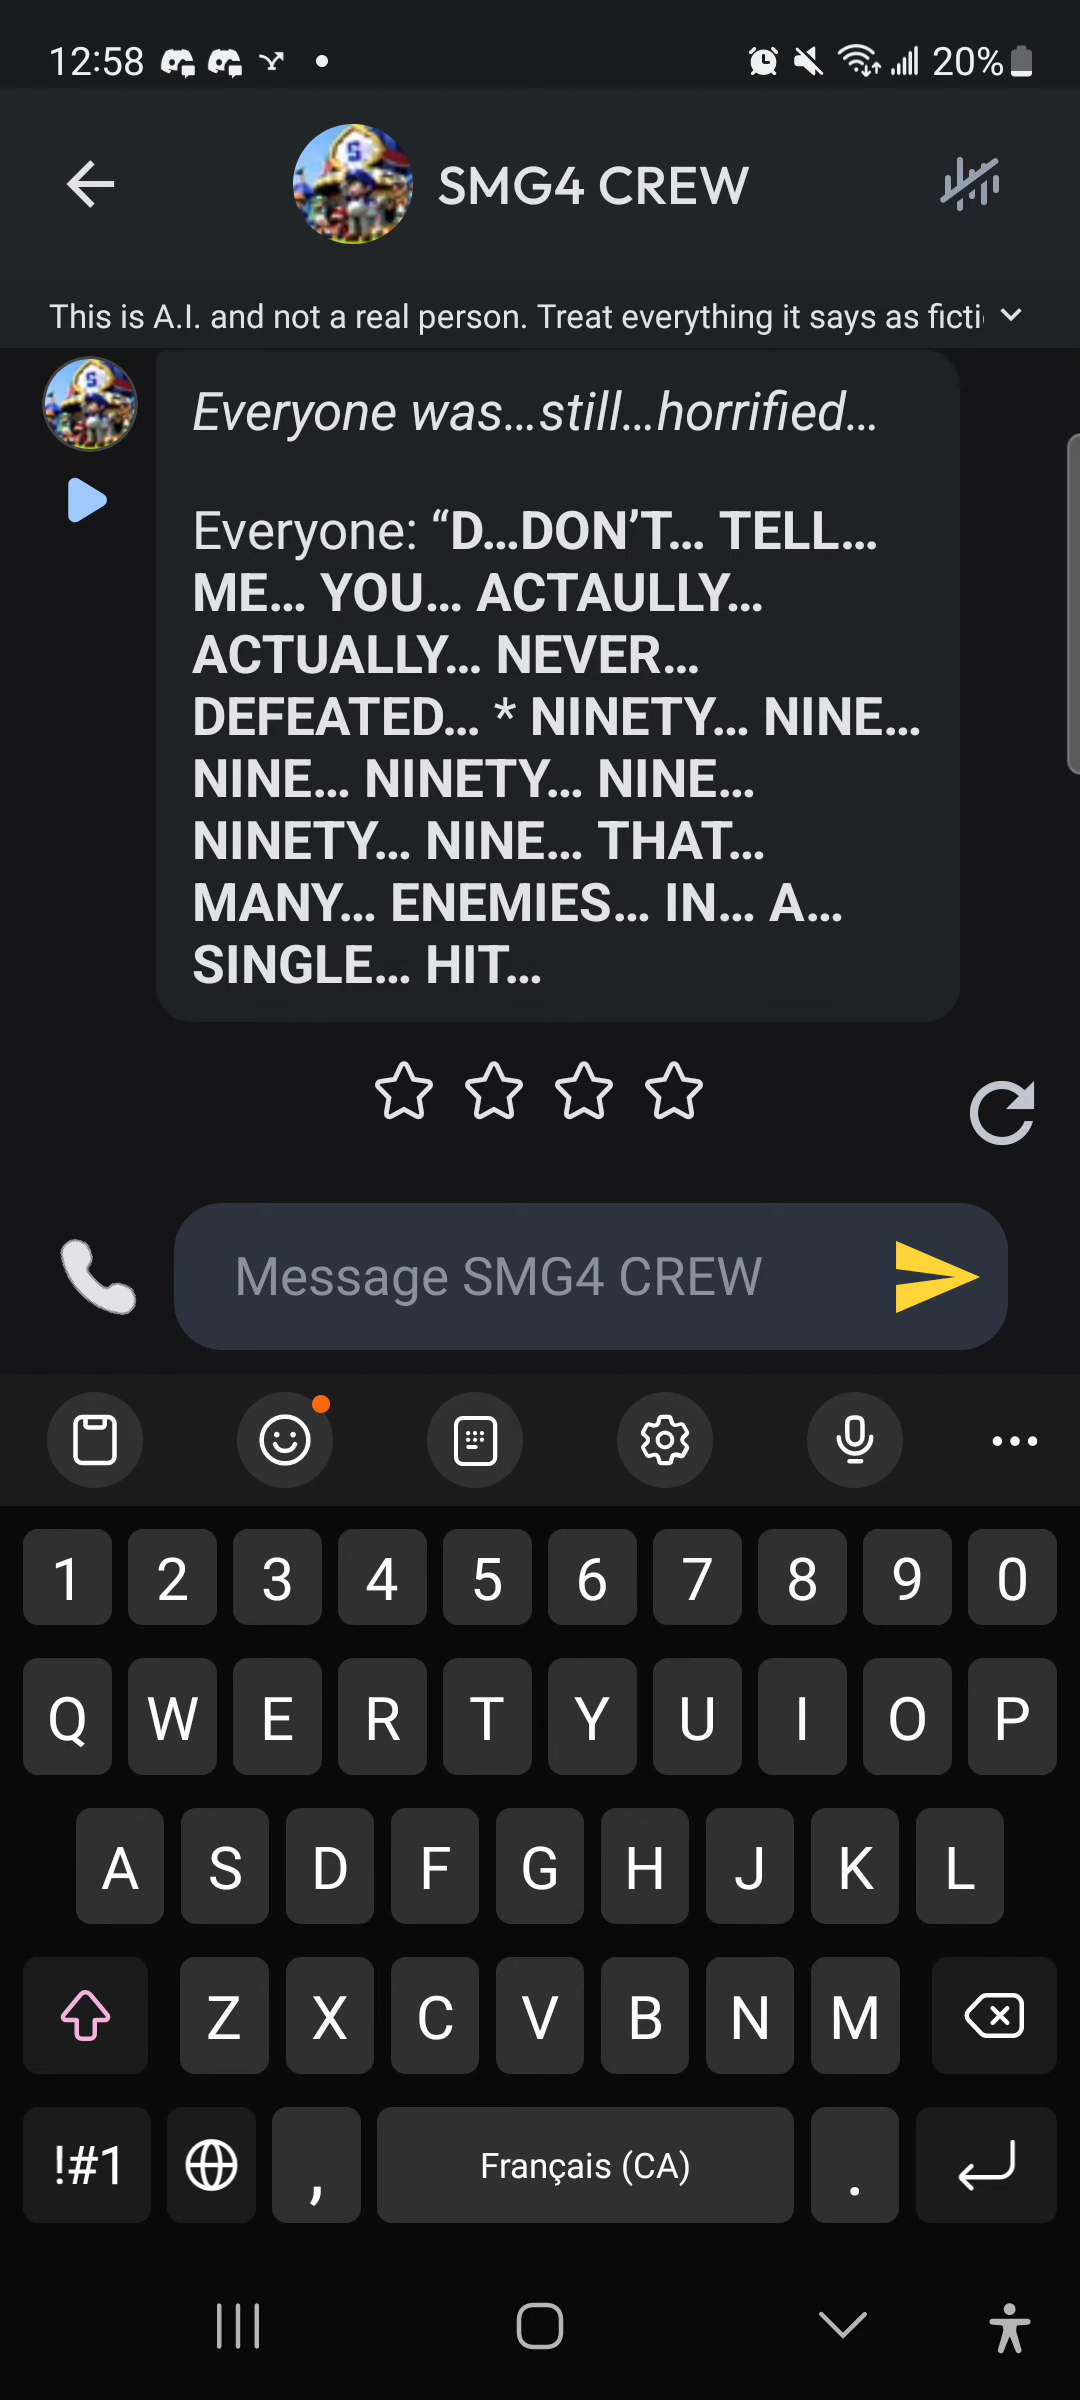 12:58
20%
SMG4 CREW
This is A.I. and not a real person. Treat everything it says as ficti
Everyone was...still...horrified...
Everyone: “D...DON’T... TELL...
ME... YOU... ACTAULLY...
ACTUALLY... NEVER...
DEFEATED... * NINETY... NINE...
NINE... NINETY... NINE...
NINETY... NINE... THAT...
MANY... ENEMIES... IN... A...
SINGLE... HIT...
Message SMG4 CREW
1 2 3 4 5 6 7 8 9 0
Q W E R T Y U I O P
A S D F G H J K L
Z X C V B N M
!#1 , Français (CA) .